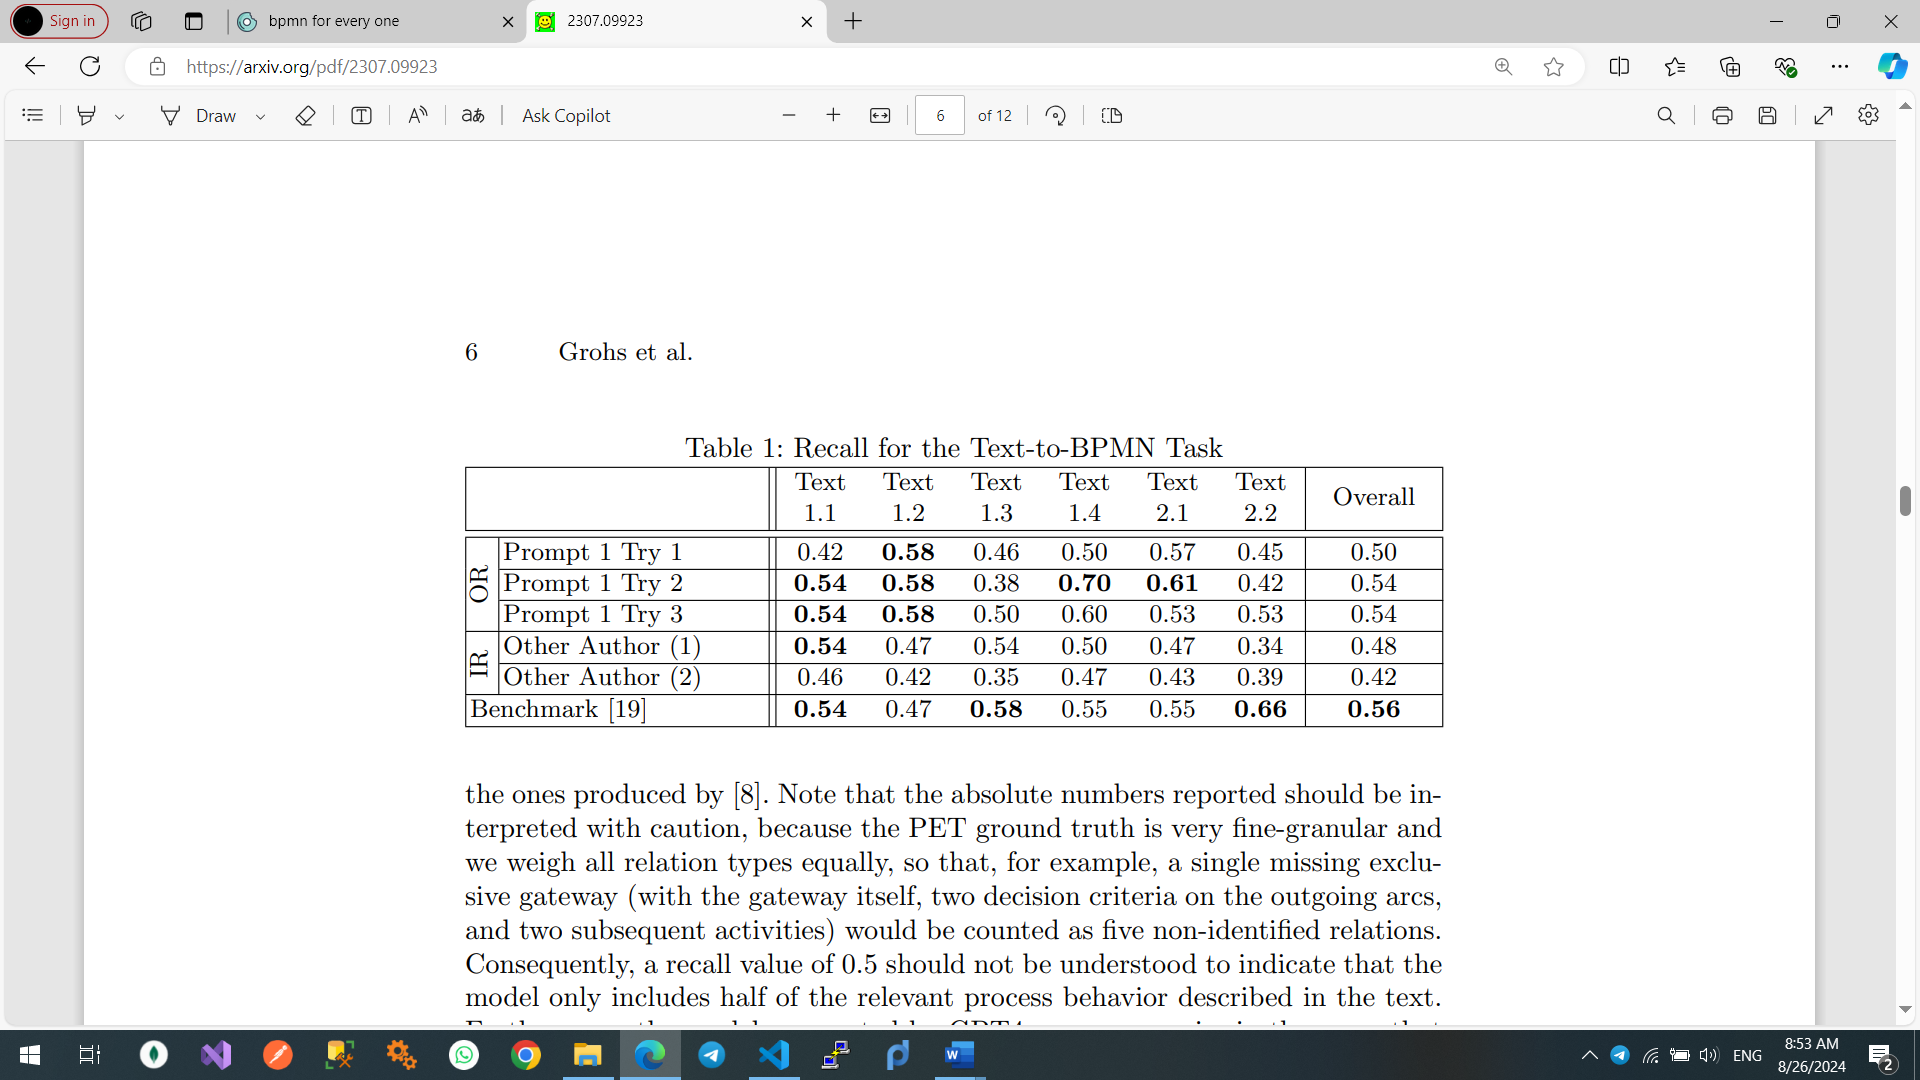 Sign in
bpmn for every one
2307.09923
https://arxiv.org/pdf/2307.09923
Draw
aあ
Ask Copilot
6 of 12
6 Grohs et al.
Table 1: Recall for the Text-to-BPMN Task
Text 1.1 Text 1.2 Text 1.3 Text 1.4 Text 2.1 Text 2.2 Overall
OR
Prompt 1 Try 1 0.42 0.58 0.46 0.50 0.57 0.45 0.50
Prompt 1 Try 2 0.54 0.58 0.38 0.70 0.61 0.42 0.54
Prompt 1 Try 3 0.54 0.58 0.50 0.60 0.53 0.53 0.54
IR
Other Author (1) 0.54 0.47 0.54 0.50 0.47 0.34 0.48
Other Author (2) 0.46 0.42 0.35 0.47 0.43 0.39 0.42
Benchmark [19] 0.54 0.47 0.58 0.55 0.55 0.66 0.56
the ones produced by [8]. Note that the absolute numbers reported should be in-
terpreted with caution, because the PET ground truth is very fine-granular and
we weigh all relation types equally, so that, for example, a single missing exclu-
sive gateway (with the gateway itself, two decision criteria on the outgoing arcs,
and two subsequent activities) would be counted as five non-identified relations.
Consequently, a recall value of 0.5 should not be understood to indicate that the
model only includes half of the relevant process behavior described in the text.
ENG
8:53 AM
8/26/2024
2